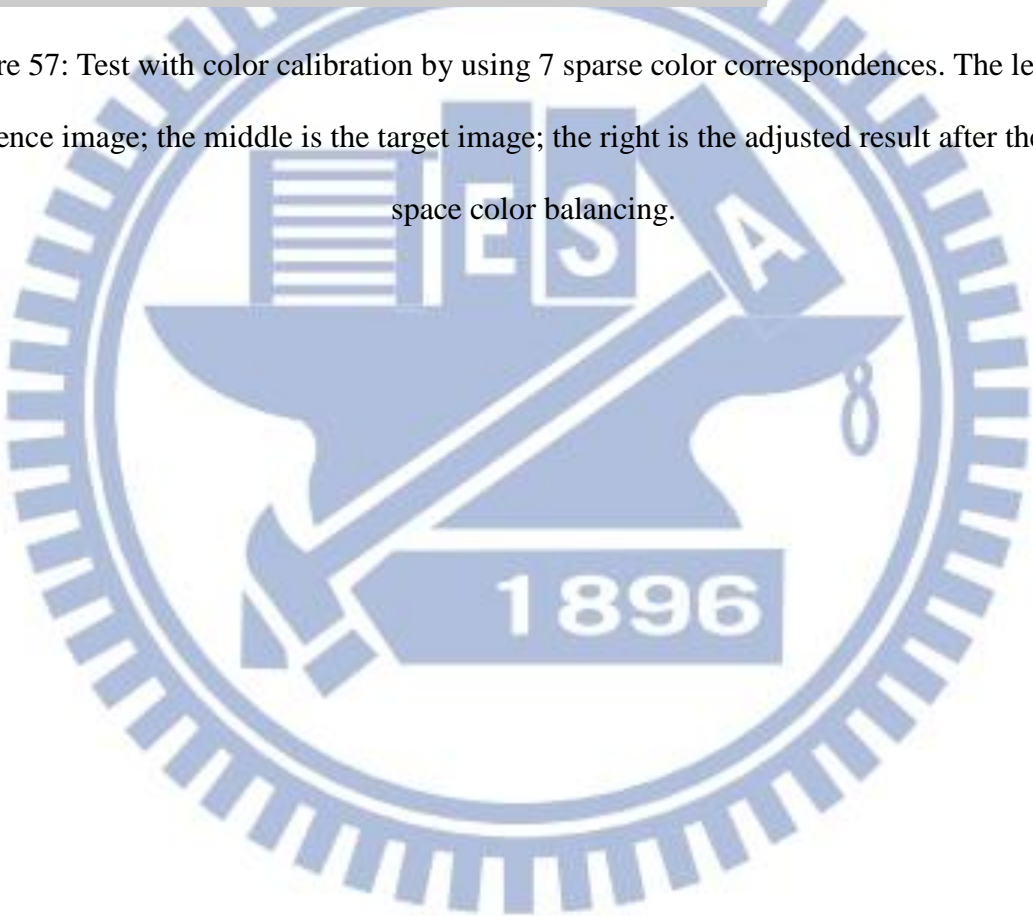 re 57: Test with color calibration by using 7 sparse color correspondences. The le
ence image; the middle is the target image; the right is the adjusted result after the
space color balancing.
E S A
1896